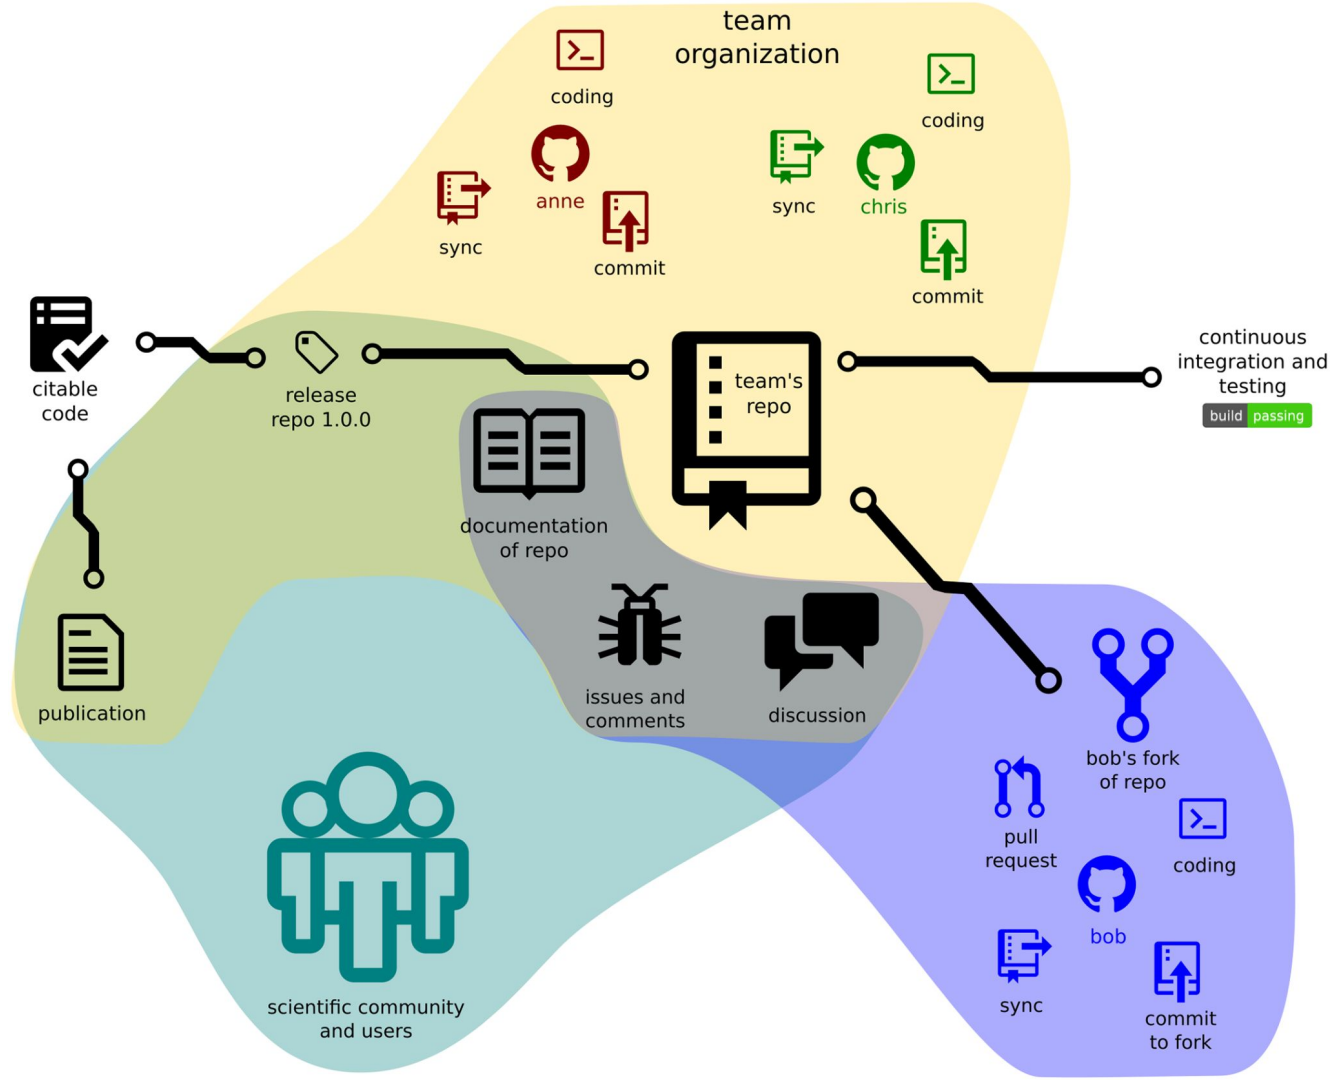 team
organization
coding
coding
anne
sync
commit
sync
chris
commit
citable
code
release
repo 1.0.0
team's
repo
continuous
integration and
testing
build passing
documentation
of repo
publication
issues and
comments
discussion
bob's fork
of repo
pull
request
coding
bob
sync
commit
to fork
scientific community
and users